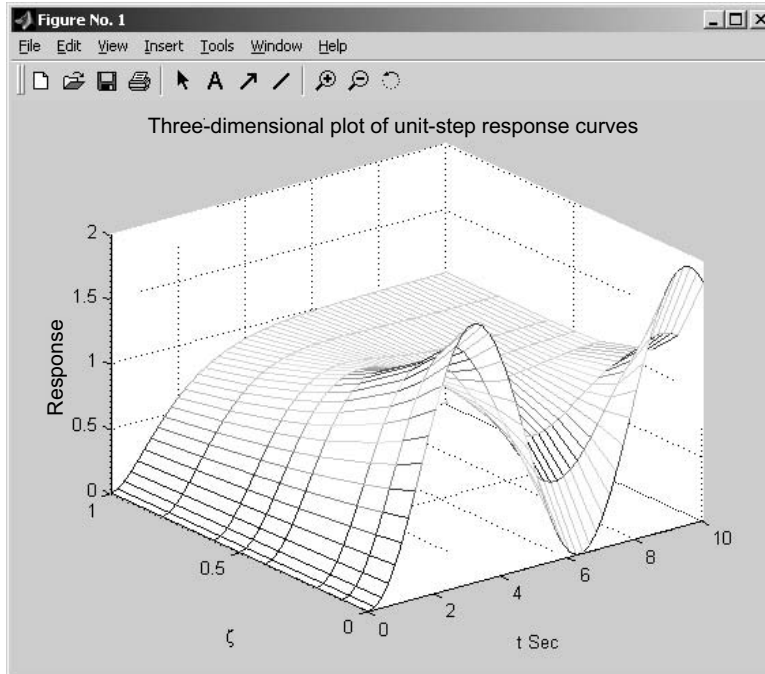 Figure No. 1
File Edit View Insert Tools Window Help
A
Three-dimensional plot of unit-step response curves
2
1.5
1
0.5
0
Response
1
0.5
0
ζ
0
2
4
6
8
10
t Sec